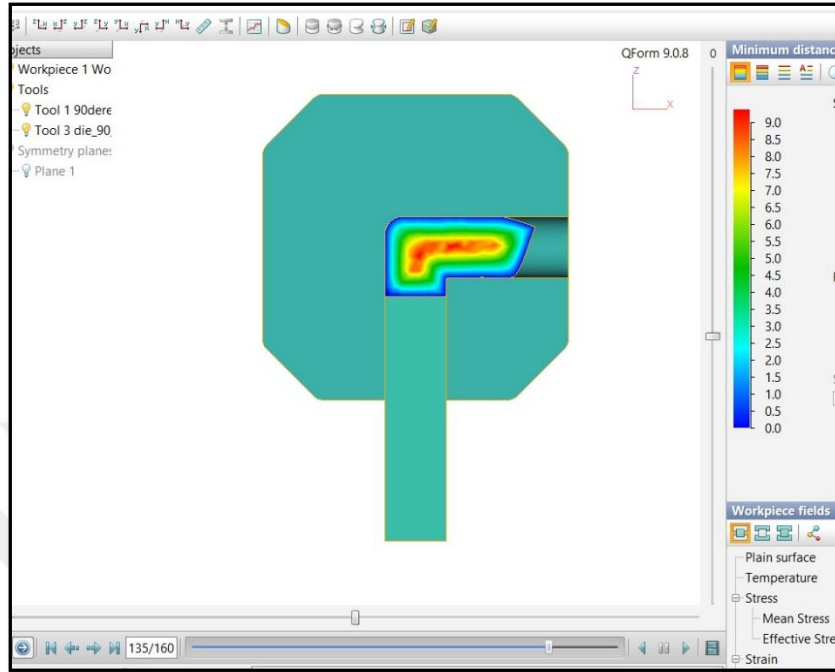 QForm 9.0.8
0
Minimum distanc
jects
Workpiece 1 Wo
Tools
Tool 1 90dere
Tool 3 die_90
Symmetry planes
Plane 1
z
x
9.0
8.5
8.0
7.5
7.0
6.5
6.0
5.5
5.0
4.5
4.0
3.5
3.0
2.5
2.0
1.5
1.0
0.5
0.0
Workpiece fields
Plain surface
Temperature
Stress
Mean Stress
Effective Stre
Strain
135/160